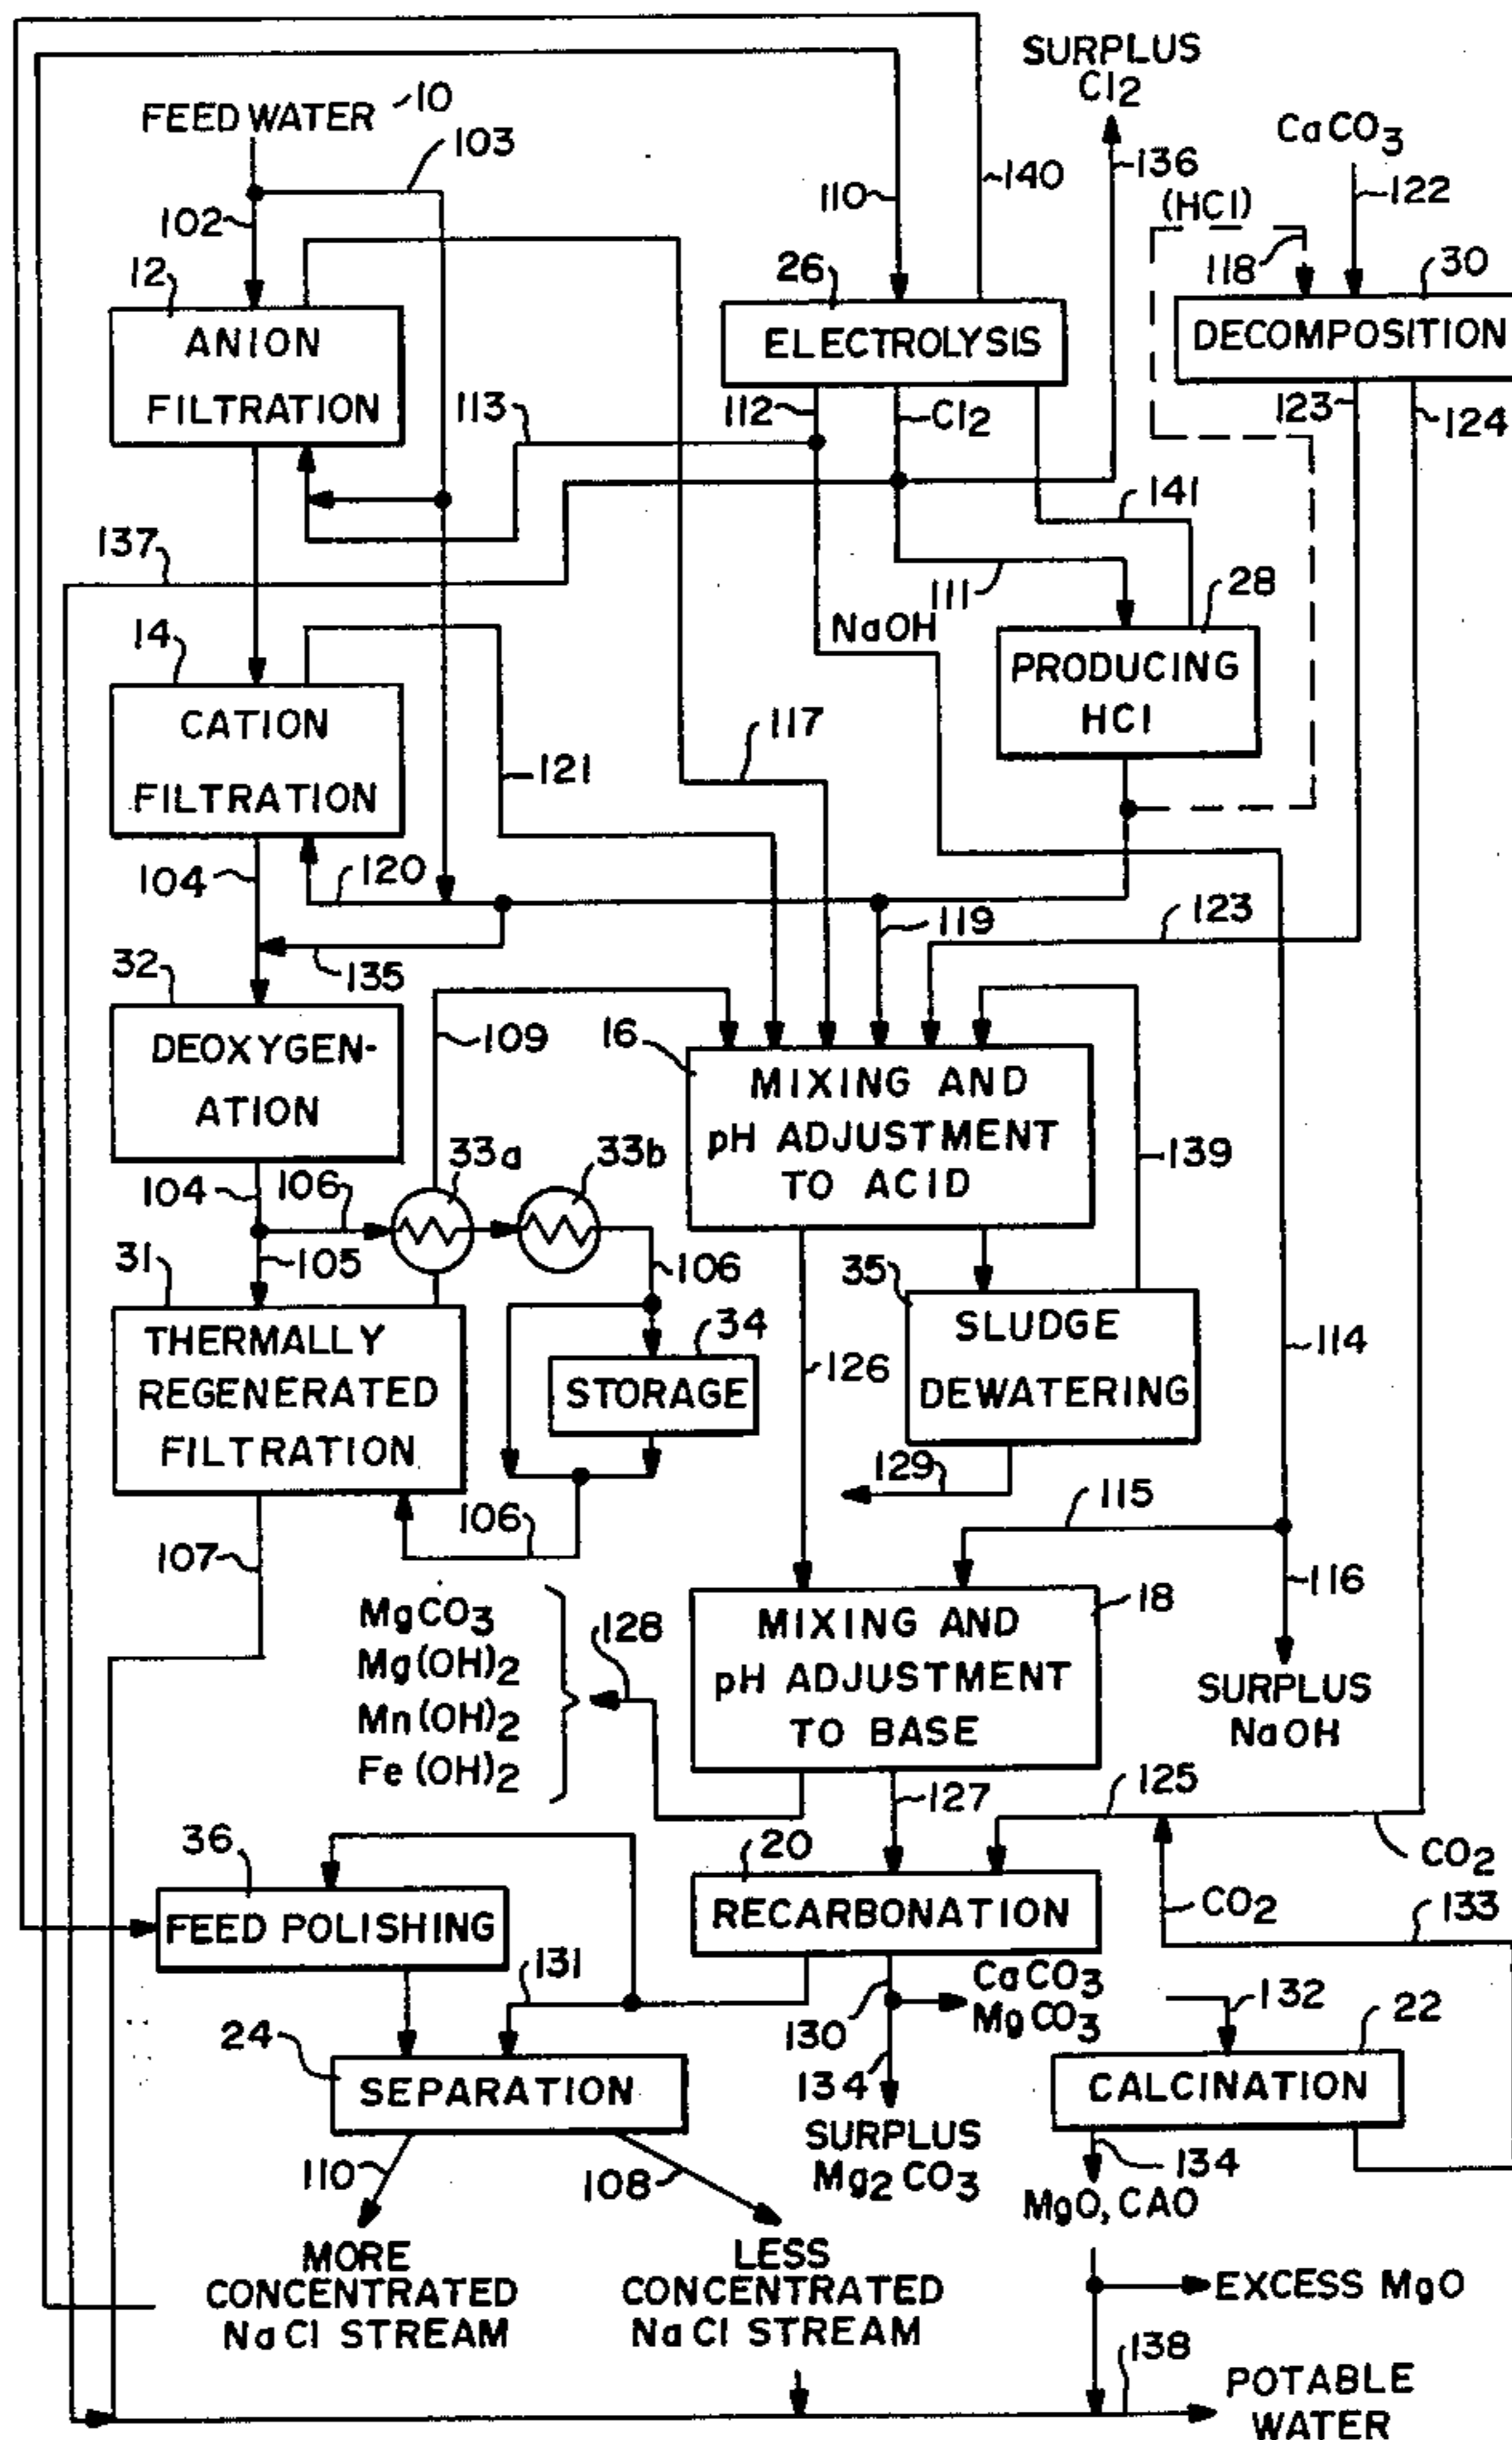 SURPLUS
Cl2
FEED WATER
10
103
CaCO3
136
140
122
110
(HCl)
102
118
30
12
26
ANION
FILTRATION
ELECTROLYSIS
DECOMPOSITION
113
112
Cl2
123
124
141
137
111
28
14
NaOH
PRODUCING
HCl
CATION
FILTRATION
117
121
104
120
119
123
135
32
DEOXYGEN-
ATION
109
16
MIXING AND
pH ADJUSTMENT
TO ACID
139
33a
33b
104
106
105
31
106
35
THERMALLY
REGENERATED
FILTRATION
34
STORAGE
126
SLUDGE
DEWATERING
114
129
106
115
107
116
MgCO3
Mg(OH)2
Mn(OH)2
Fe(OH)2
128
MIXING AND
pH ADJUSTMENT
TO BASE
18
SURPLUS
NaOH
127
125
36
20
CO2
FEED POLISHING
RECARBONATION
CO2
133
131
CaCO3
MgCO3
130
132
22
24
SEPARATION
134
CALCINATION
SURPLUS
Mg2CO3
110
108
134
MgO, CAO
MORE
CONCENTRATED
NaCl STREAM
LESS
CONCENTRATED
NaCl STREAM
EXCESS MgO
138
POTABLE
WATER